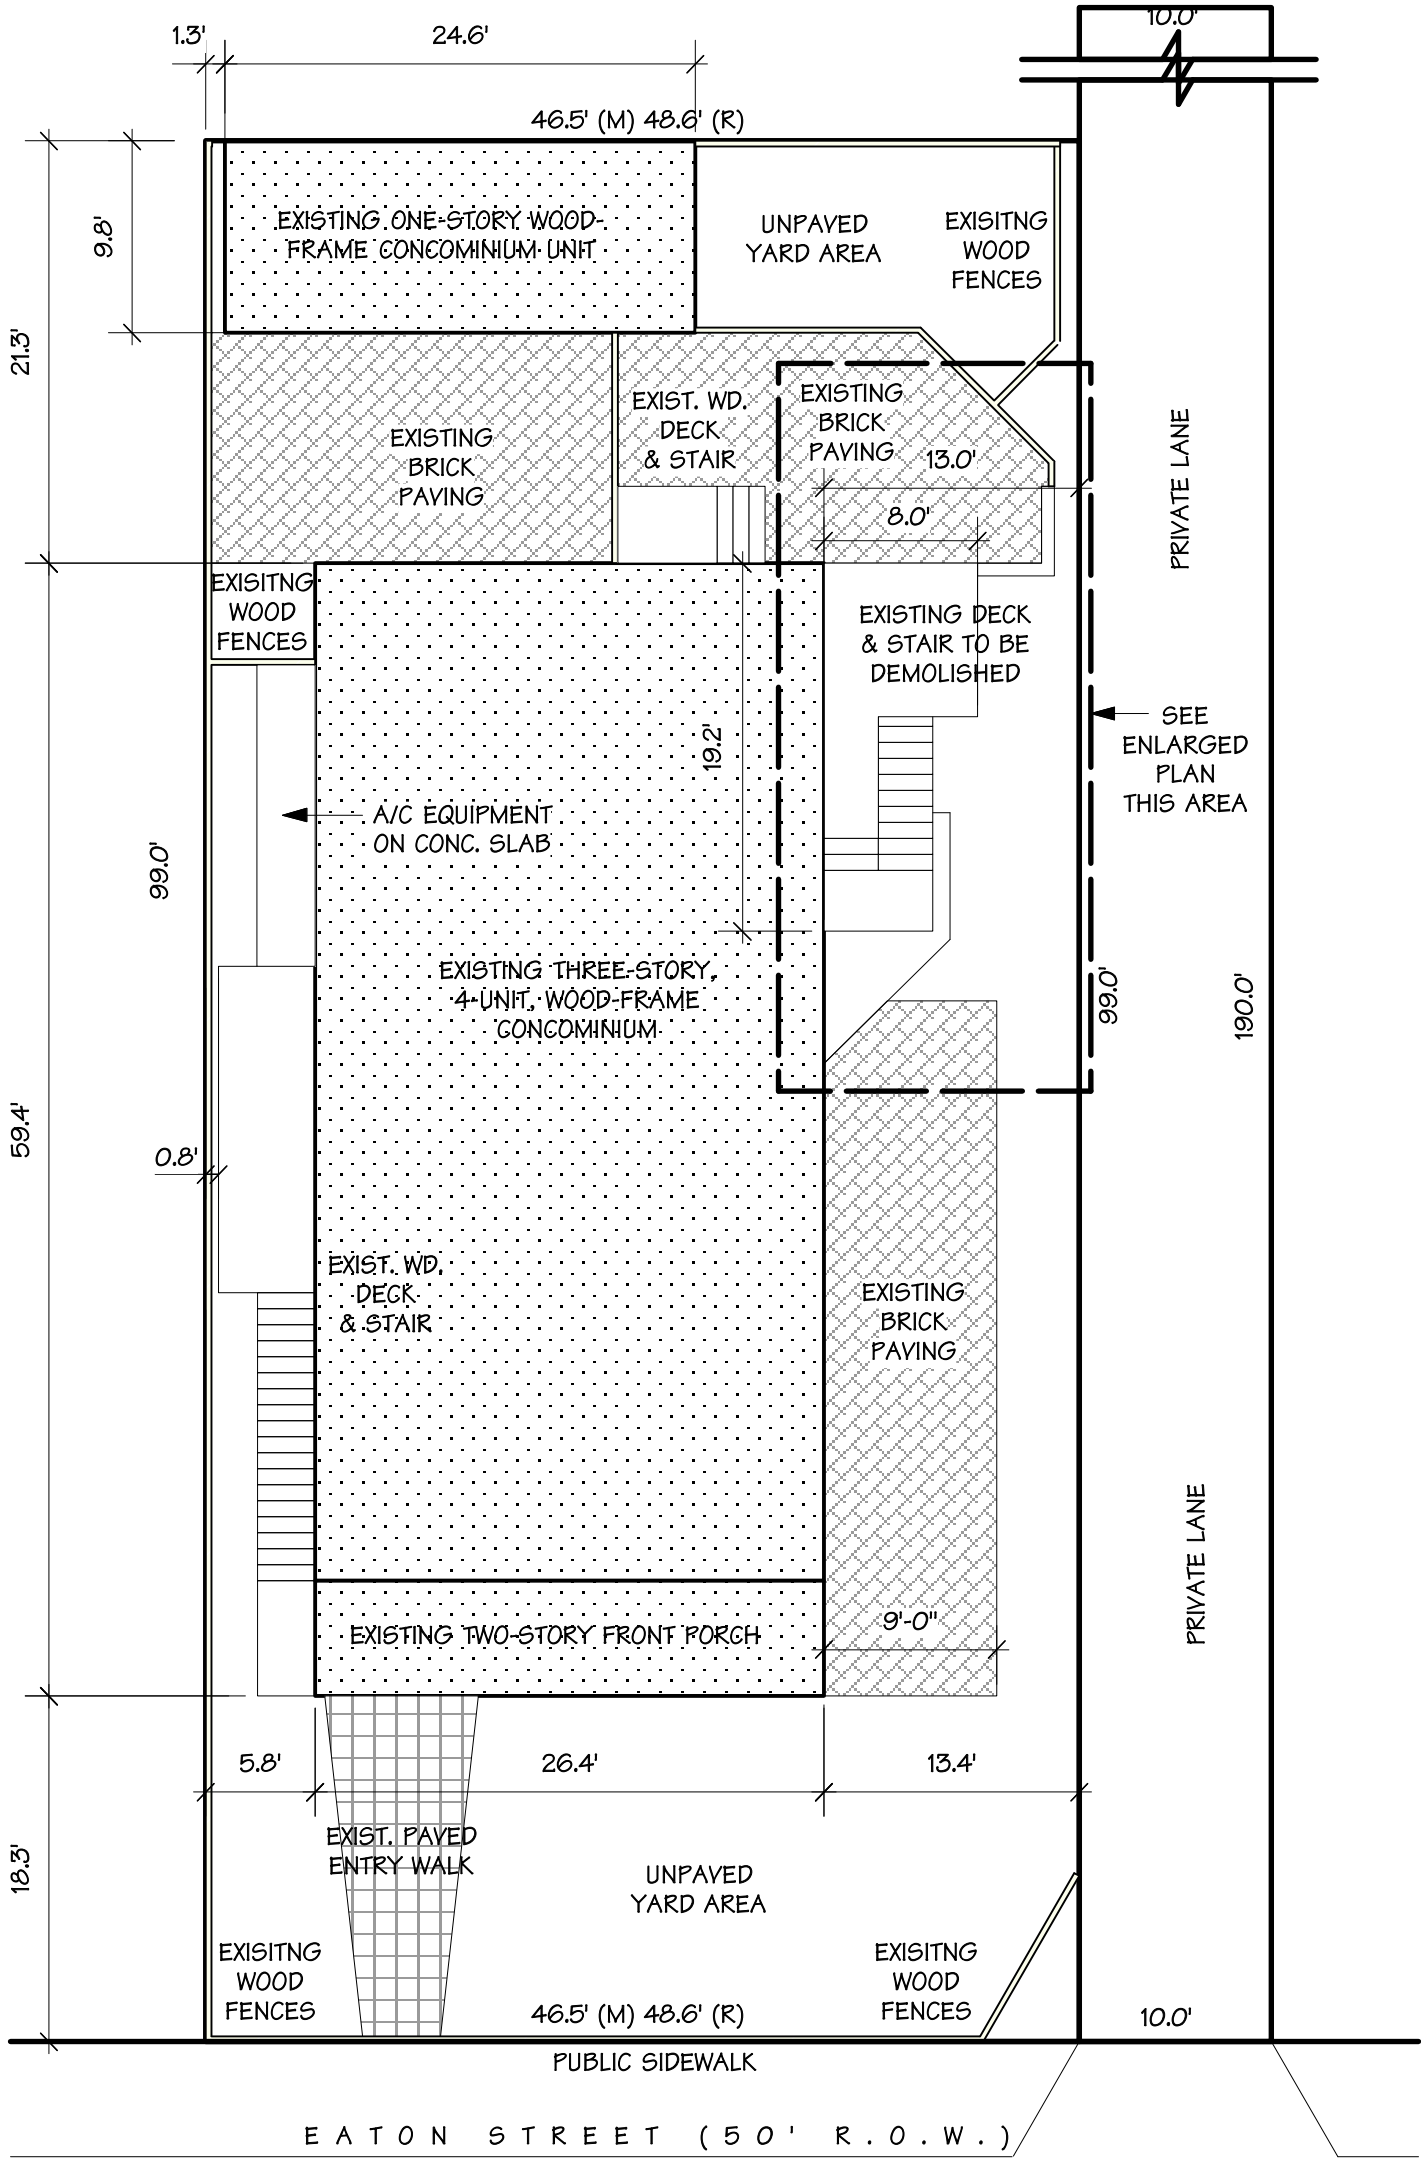 10.0'
1.3'
24.6'
46.5' (M) 48.6' (R)
9.8'
EXISTING ONE-STORY WOOD-
FRAME CONCOMINIUM UNIT
UNPAVED
YARD AREA
EXISITNG
WOOD
FENCES
21.3'
EXISTING
BRICK
PAVING
EXIST. WD.
DECK
& STAIR
EXISTING
BRICK
PAVING
13.0'
8.0'
PRIVATE LANE
EXISITNG
WOOD
FENCES
EXISTING DECK
& STAIR TO BE
DEMOLISHED
19.2'
SEE
ENLARGED
PLAN
THIS AREA
A/C EQUIPMENT
ON CONC. SLAB
99.0'
EXISTING THREE-STORY,
4-UNIT, WOOD-FRAME
CONCOMINIUM
99.0'
190.0'
59.4'
0.8'
EXIST. WD.
DECK
& STAIR
EXISTING
BRICK
PAVING
PRIVATE LANE
EXISTING TWO-STORY FRONT PORCH
9'-0"
5.8'
26.4'
13.4'
18.3'
EXIST. PAVED
ENTRY WALK
UNPAVED
YARD AREA
EXISITNG
WOOD
FENCES
EXISITNG
WOOD
FENCES
46.5' (M) 48.6' (R)
10.0'
PUBLIC SIDEWALK
EATON STREET (50' R.O.W.)